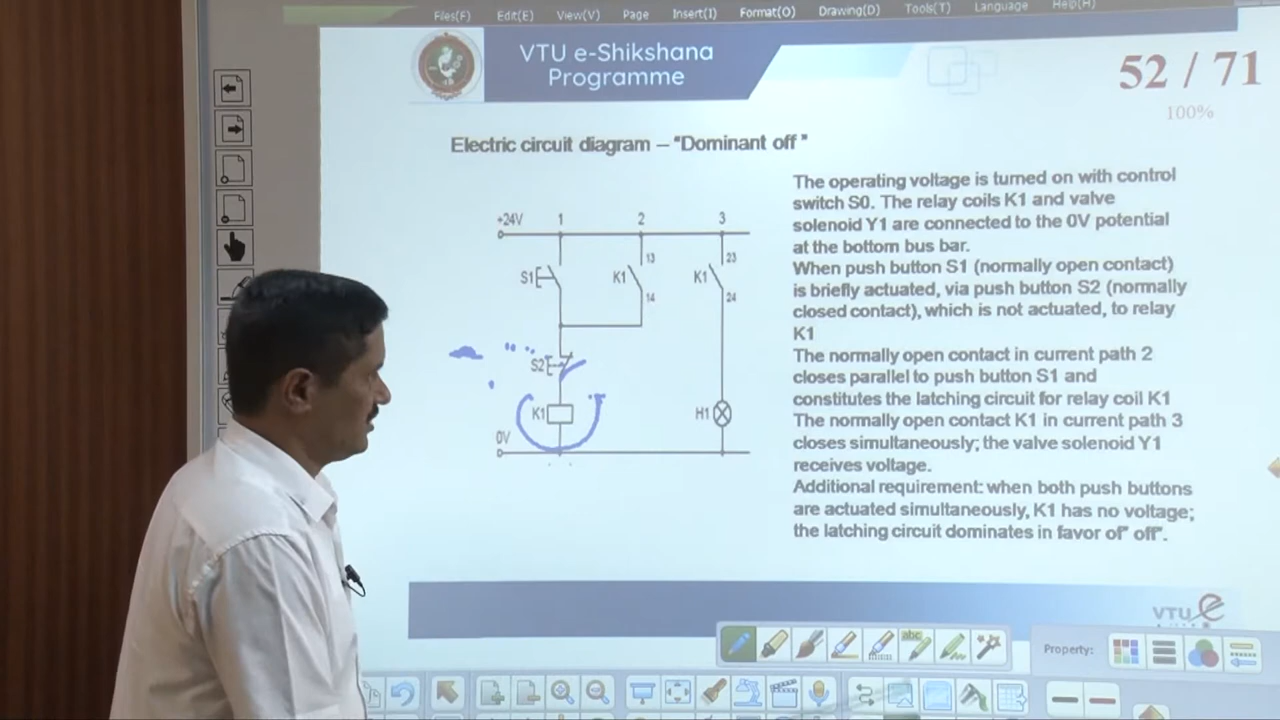 Files(F) Edit(E) View(V) Page Insert(I) Format(O) Drawing(D) Tools(T) Language Help(H)
VTU e-Shikshana
Programme
52 / 71
100%
Electric circuit diagram – "Dominant off "
The operating voltage is turned on with control
switch S0. The relay coils K1 and valve
solenoid Y1 are connected to the 0V potential
at the bottom bus bar.
When push button S1 (normally open contact)
is briefly actuated, via push button S2 (normally
closed contact), which is not actuated, to relay
K1
The normally open contact in current path 2
closes parallel to push button S1 and
constitutes the latching circuit for relay coil K1
The normally open contact K1 in current path 3
closes simultaneously; the valve solenoid Y1
receives voltage.
Additional requirement: when both push buttons
are actuated simultaneously, K1 has no voltage;
the latching circuit dominates in favor of" off".
+24V 1 2 3
13 23
S1 K1 K1
14 24
S2
K1 H1
0V
VTU e
abc
Property: